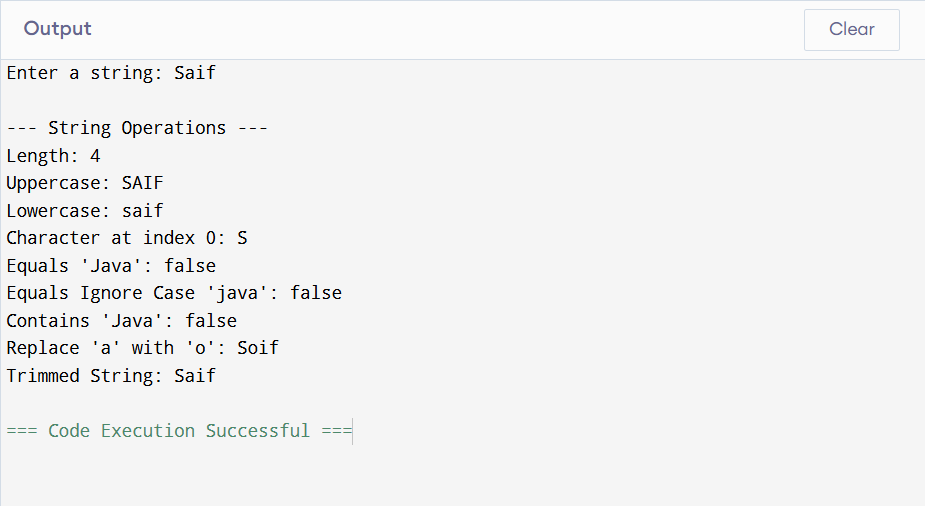 Output
Clear
Enter a string: Saif
--- String Operations ---
Length: 4
Uppercase: SAIF
Lowercase: saif
Character at index 0: S
Equals 'Java': false
Equals Ignore Case 'java': false
Contains 'Java': false
Replace 'a' with 'o': Soif
Trimmed String: Saif
=== Code Execution Successful ===